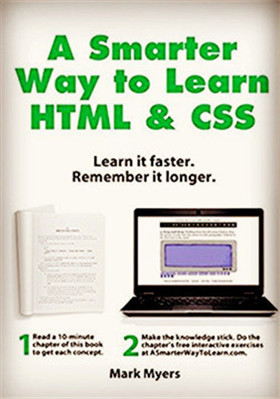 A Smarter
Way to Learn
HTML & CSS
Learn it faster.
Remember it longer.
1 Read a 10-minute
chapter of this book
to get each concept.
2 Make the knowledge stick. Do the
chapter's free interactive exercises
at ASmarterWayToLearn.com.
Mark Myers